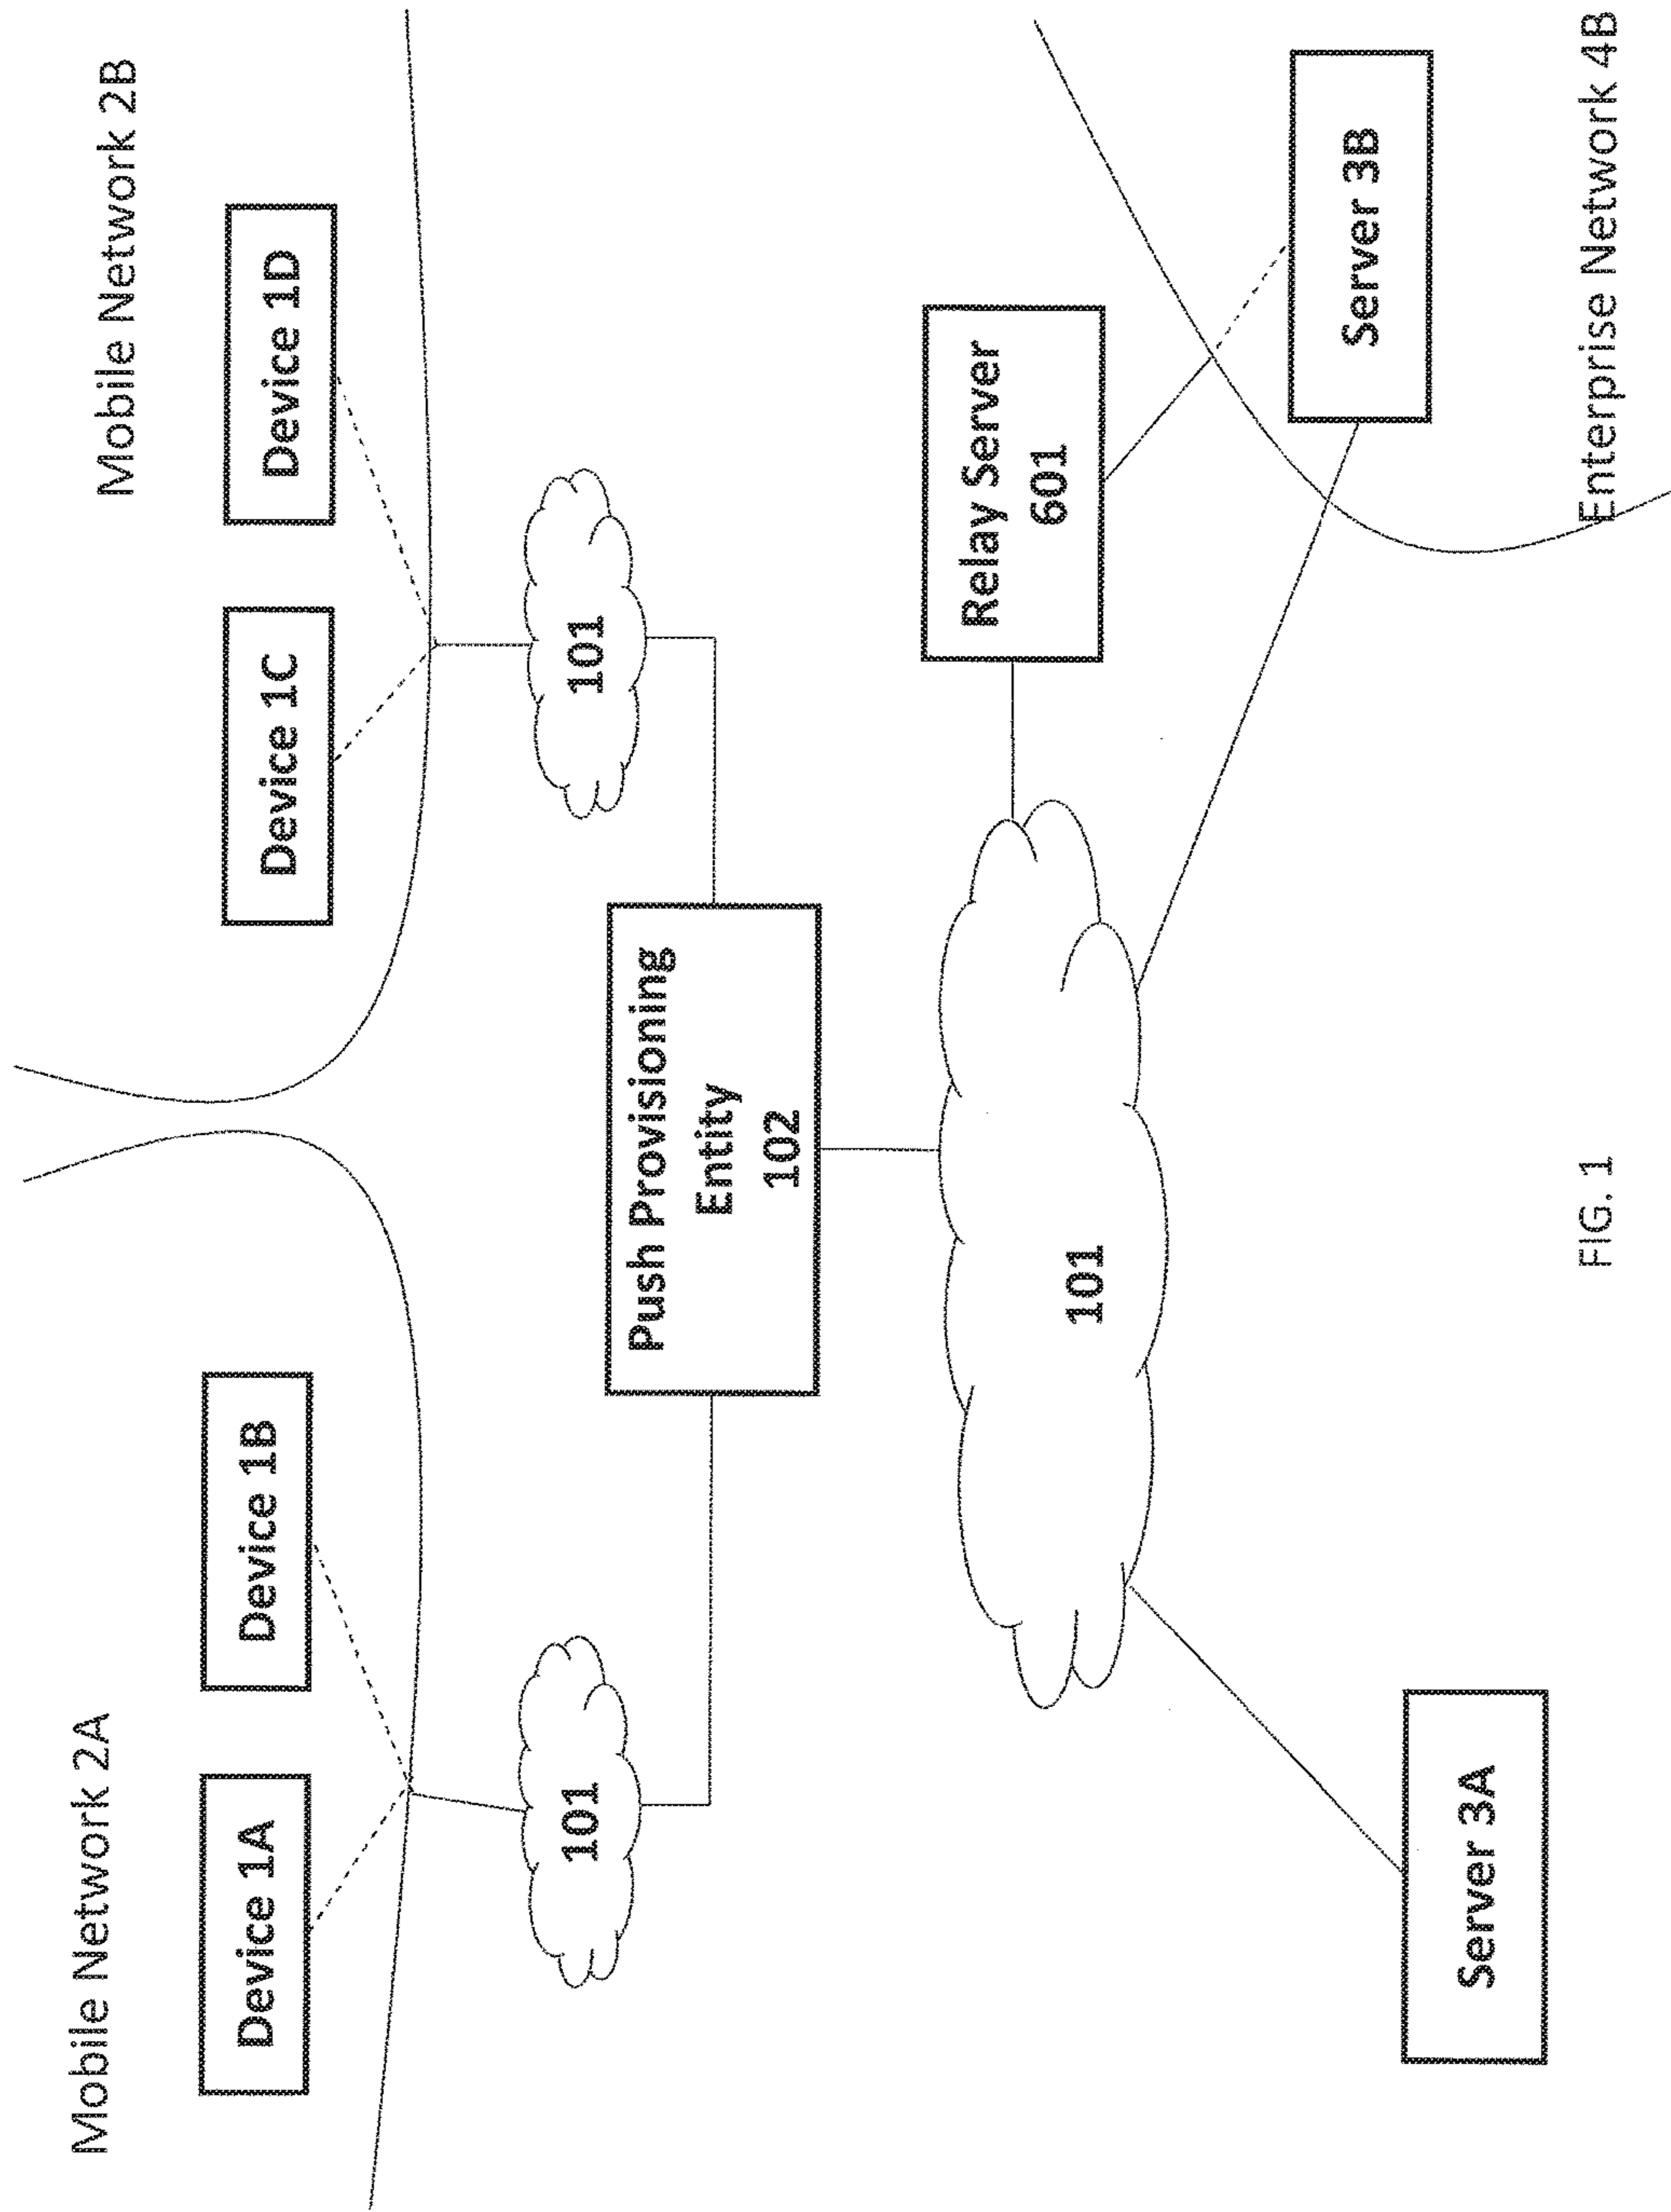 Mobile Network 2A
Mobile Network 2B
Device 1A
Device 1B
Device 1C
Device 1D
101
101
Push Provisioning
Entity
102
101
Relay Server
601
Server 3A
Server 3B
Enterprise Network 4B
FIG. 1